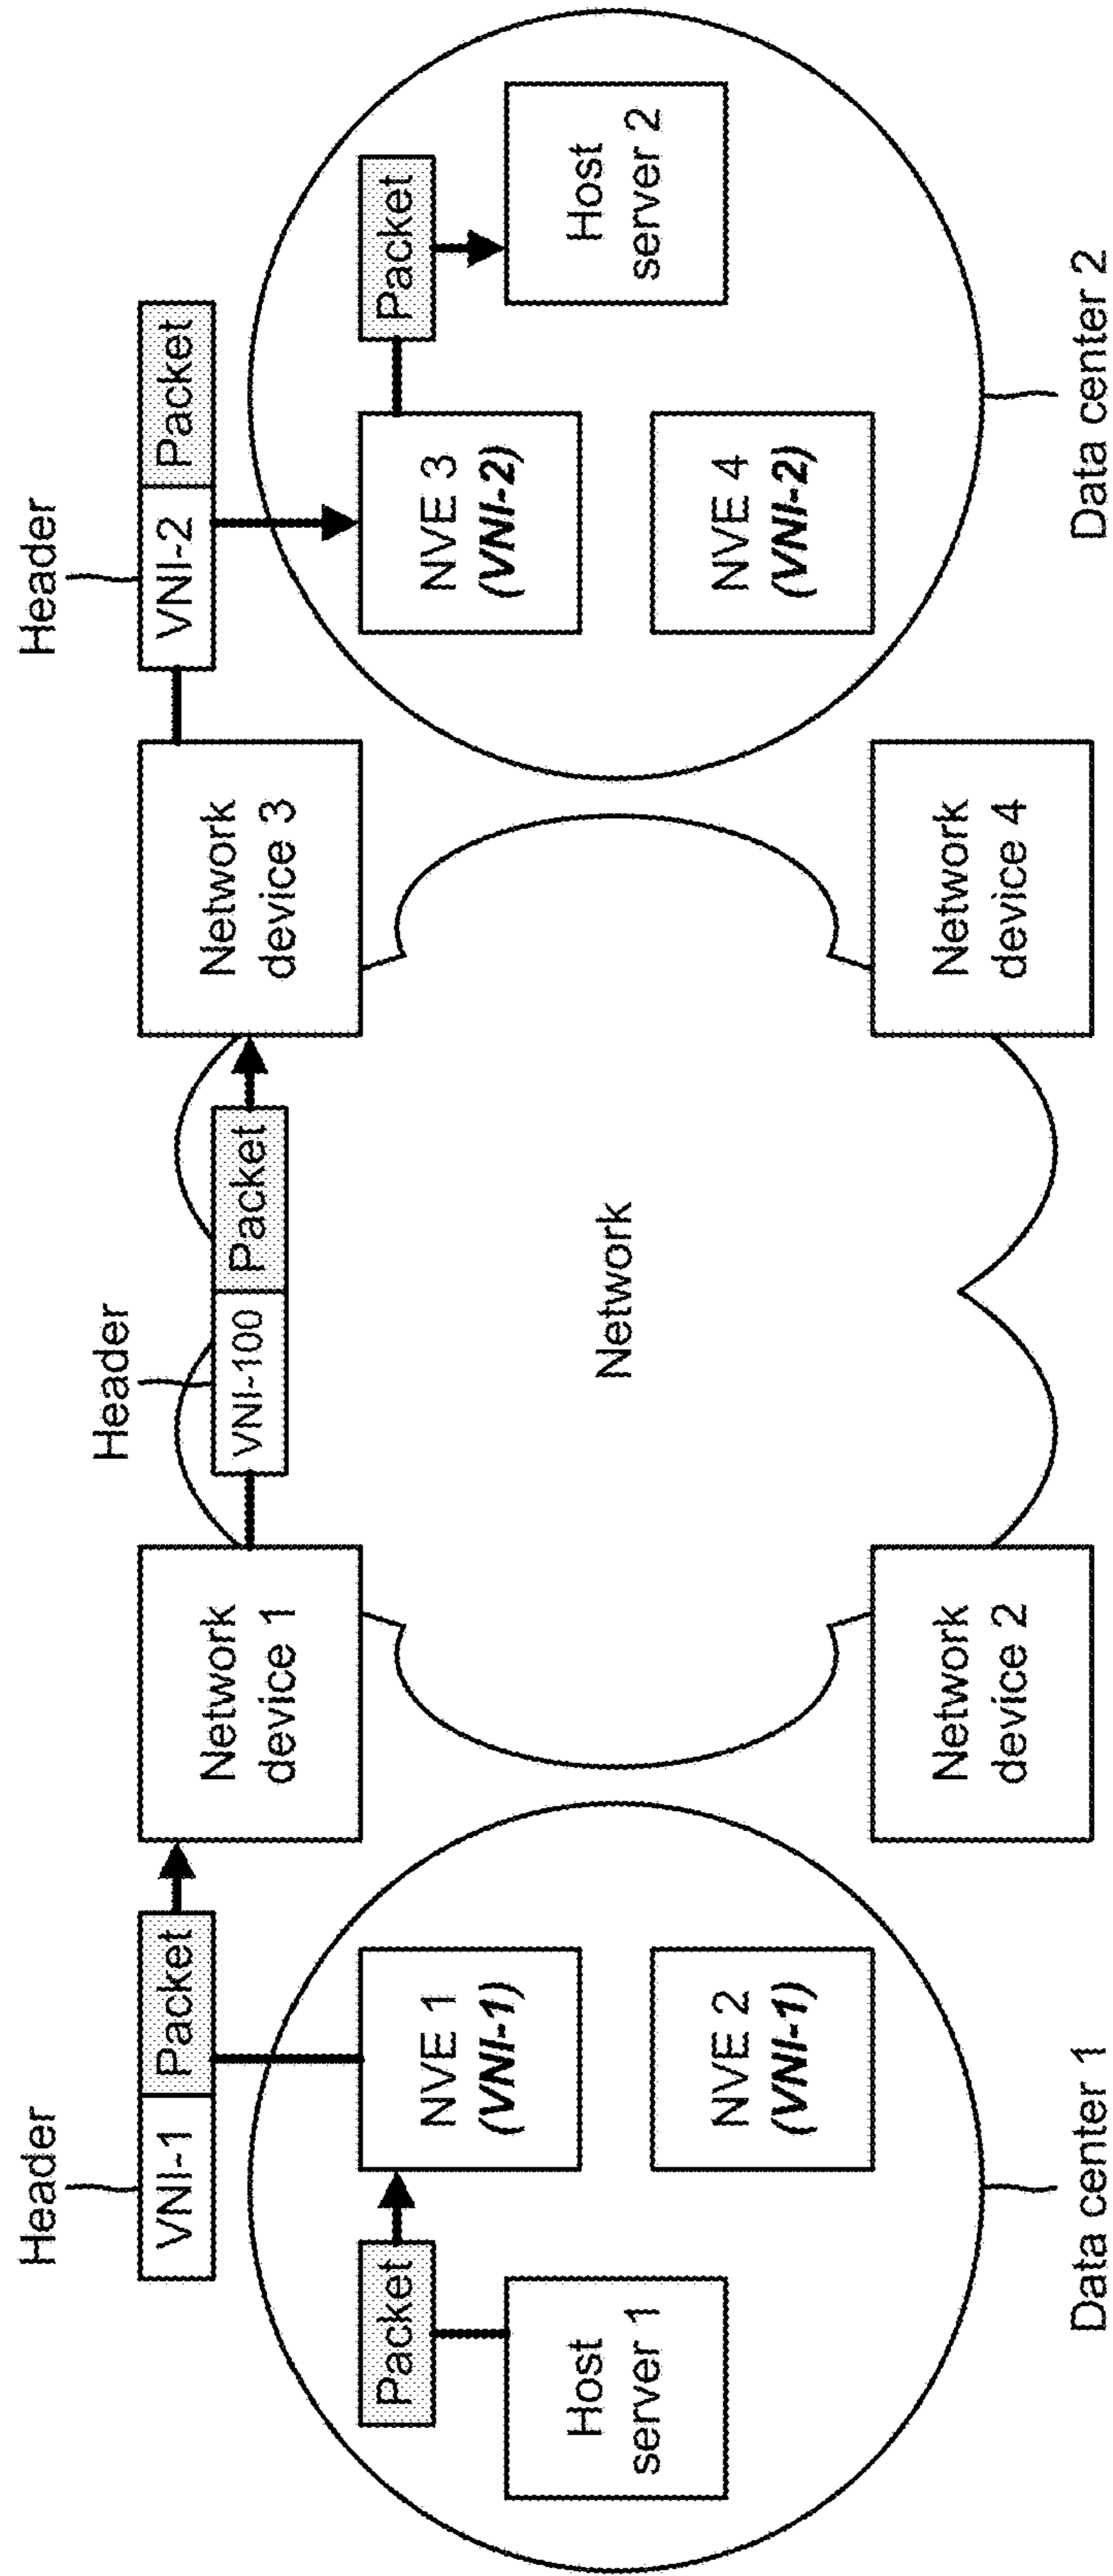 Header
VNI-1
Packet
Packet
Host
server 1
NVE 1
(VNI-1)
NVE 2
(VNI-1)
Data center 1
Network
device 1
Network
device 2
Header
VNI-100
Packet
Network
Network
device 3
Network
device 4
Header
VNI-2
Packet
NVE 3
(VNI-2)
NVE 4
(VNI-2)
Packet
Host
server 2
Data center 2